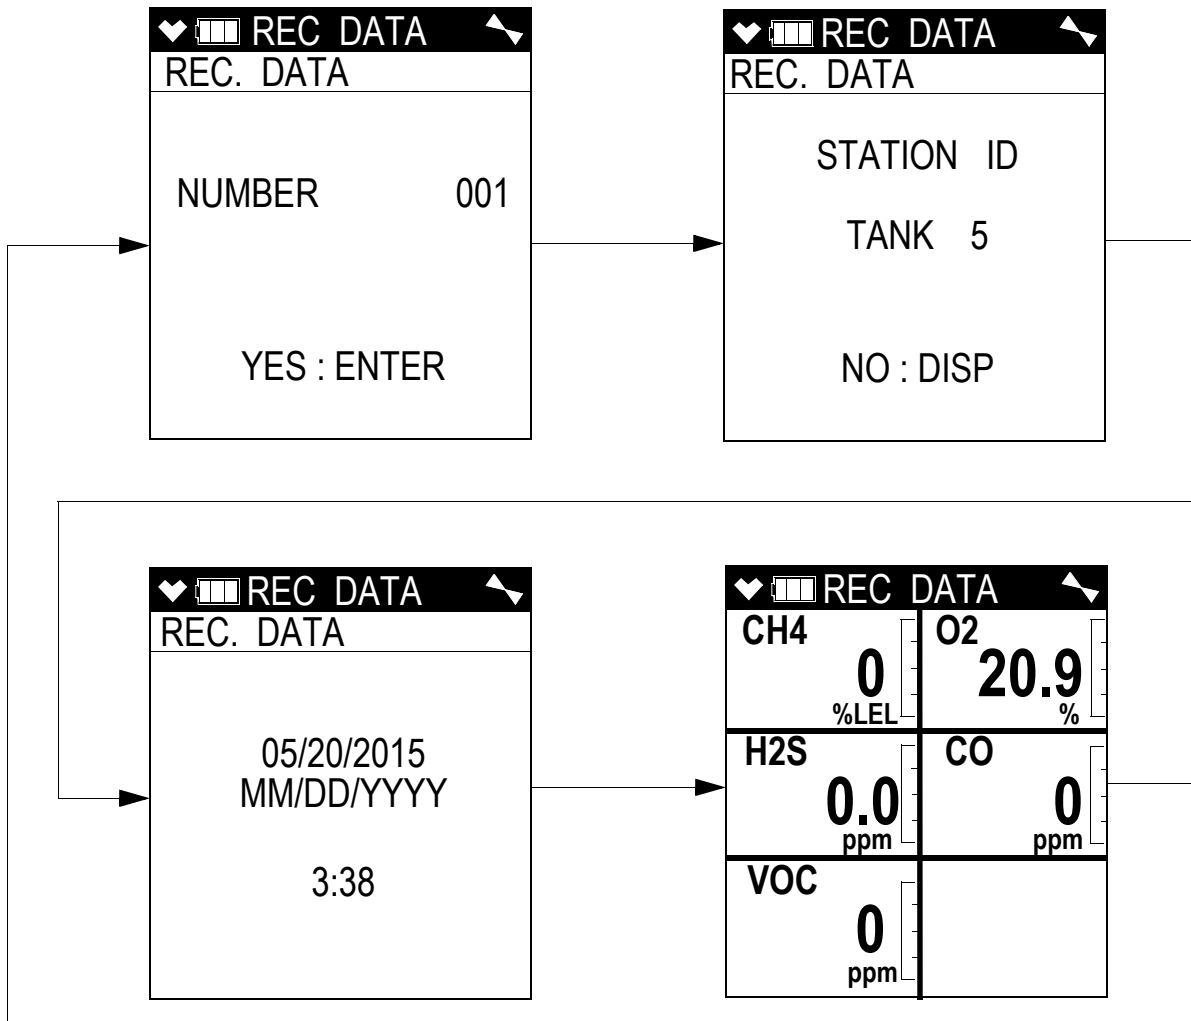 REC DATA
REC. DATA
NUMBER 001
YES : ENTER
REC DATA
REC. DATA
STATION ID
TANK 5
NO : DISP
REC DATA
REC. DATA
05/20/2015
MM/DD/YYYY
3:38
REC DATA
CH4
0
%LEL
O2
20.9
%
H2S
0.0
ppm
CO
0
ppm
VOC
0
ppm